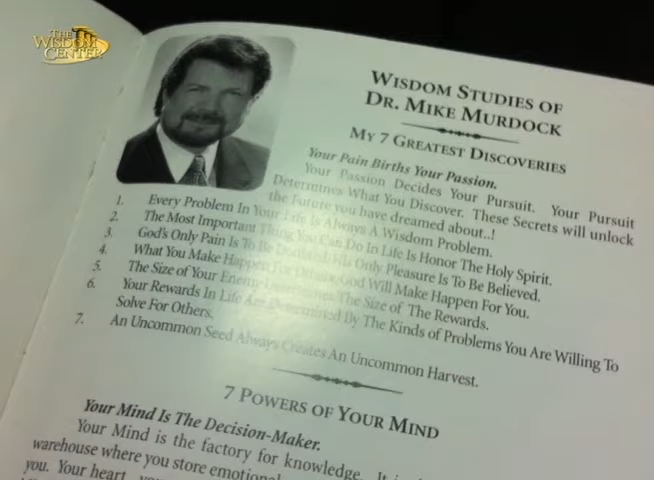 THE
WISDOM
CENTER
WISDOM STUDIES OF
DR. MIKE MURDOCK
MY 7 GREATEST DISCOVERIES
Your Pain Births Your Passion.
Your Passion Decides Your Pursuit. Your Pursuit
Determines What You Discover. These Secrets will unlock
the Future you have dreamed about..!
1. Every Problem In Your Life Is Always A Wisdom Problem.
2. The Most Important Thing You Can Do In Life Is Honor The Holy Spirit.
3. God's Only Pain Is To Be Doubted; His Only Pleasure Is To Be Believed.
4. What You Make Happen For Others, God Will Make Happen For You.
5. The Size of Your Enemy Determines The Size of The Rewards.
6. Your Rewards In Life Are Determined By The Kinds of Problems You Are Willing To
Solve For Others.
7. An Uncommon Seed Always Creates An Uncommon Harvest.
7 POWERS OF YOUR MIND
Your Mind Is The Decision-Maker.
Your Mind is the factory for knowledge. It is
warehouse where you store emotional
you. Your heart